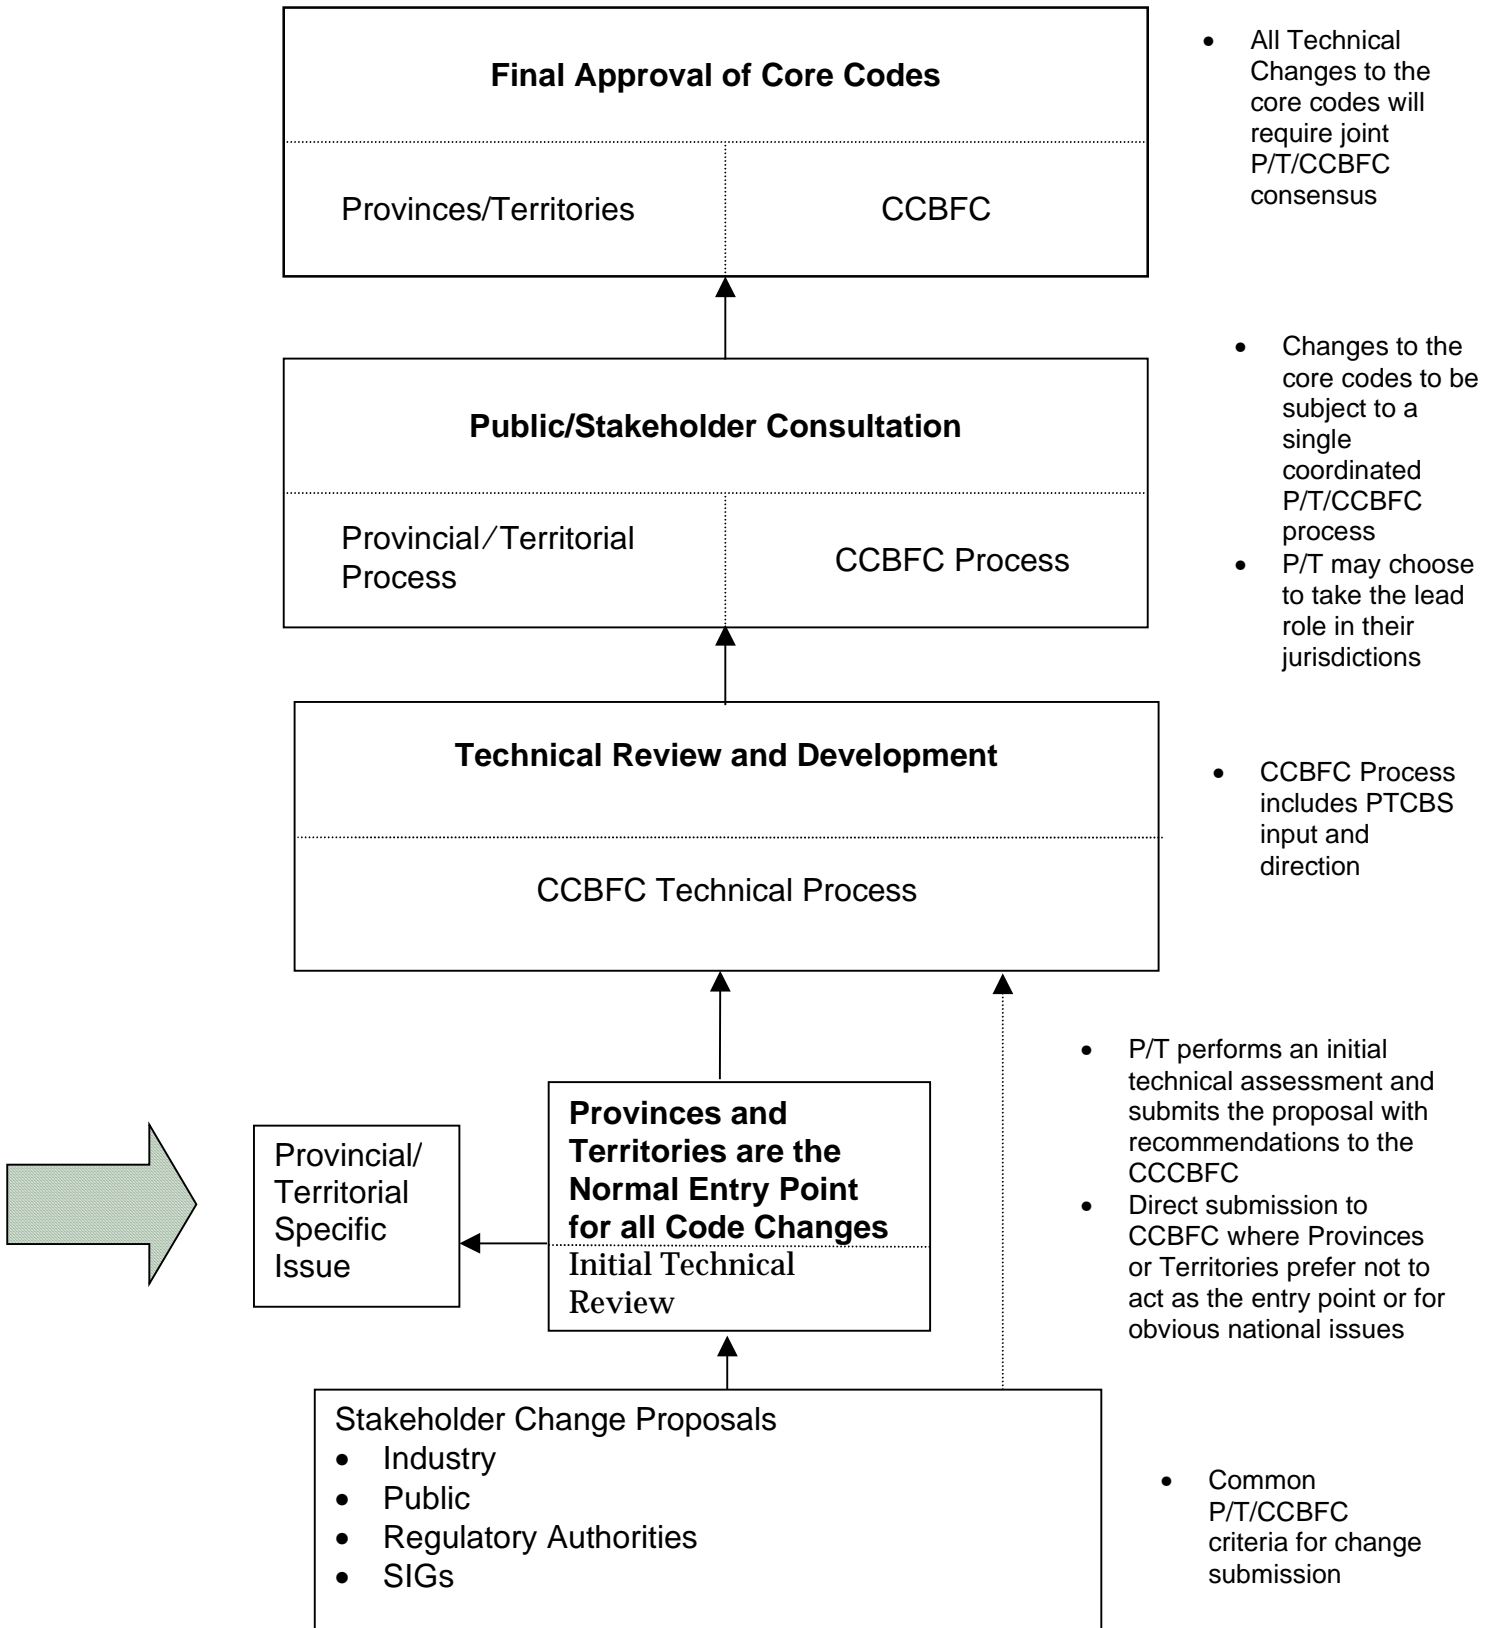 Final Approval of Core Codes
Provinces/Territories
CCBFC
• All Technical
Changes to the
core codes will
require joint
P/T/CCBFC
consensus
Public/Stakeholder Consultation
Provincial/Territorial
Process
CCBFC Process
• Changes to the
core codes to be
subject to a
single
coordinated
P/T/CCBFC
process
• P/T may choose
to take the lead
role in their
jurisdictions
Technical Review and Development
CCBFC Technical Process
• CCBFC Process
includes PTCBS
input and
direction
Provincial/
Territorial
Specific
Issue
Provinces and
Territories are the
Normal Entry Point
for all Code Changes
Initial Technical
Review
• P/T performs an initial
technical assessment and
submits the proposal with
recommendations to the
CCCBFC
• Direct submission to
CCBFC where Provinces
or Territories prefer not to
act as the entry point or for
obvious national issues
Stakeholder Change Proposals
• Industry
• Public
• Regulatory Authorities
• SIGs
• Common
P/T/CCBFC
criteria for change
submission